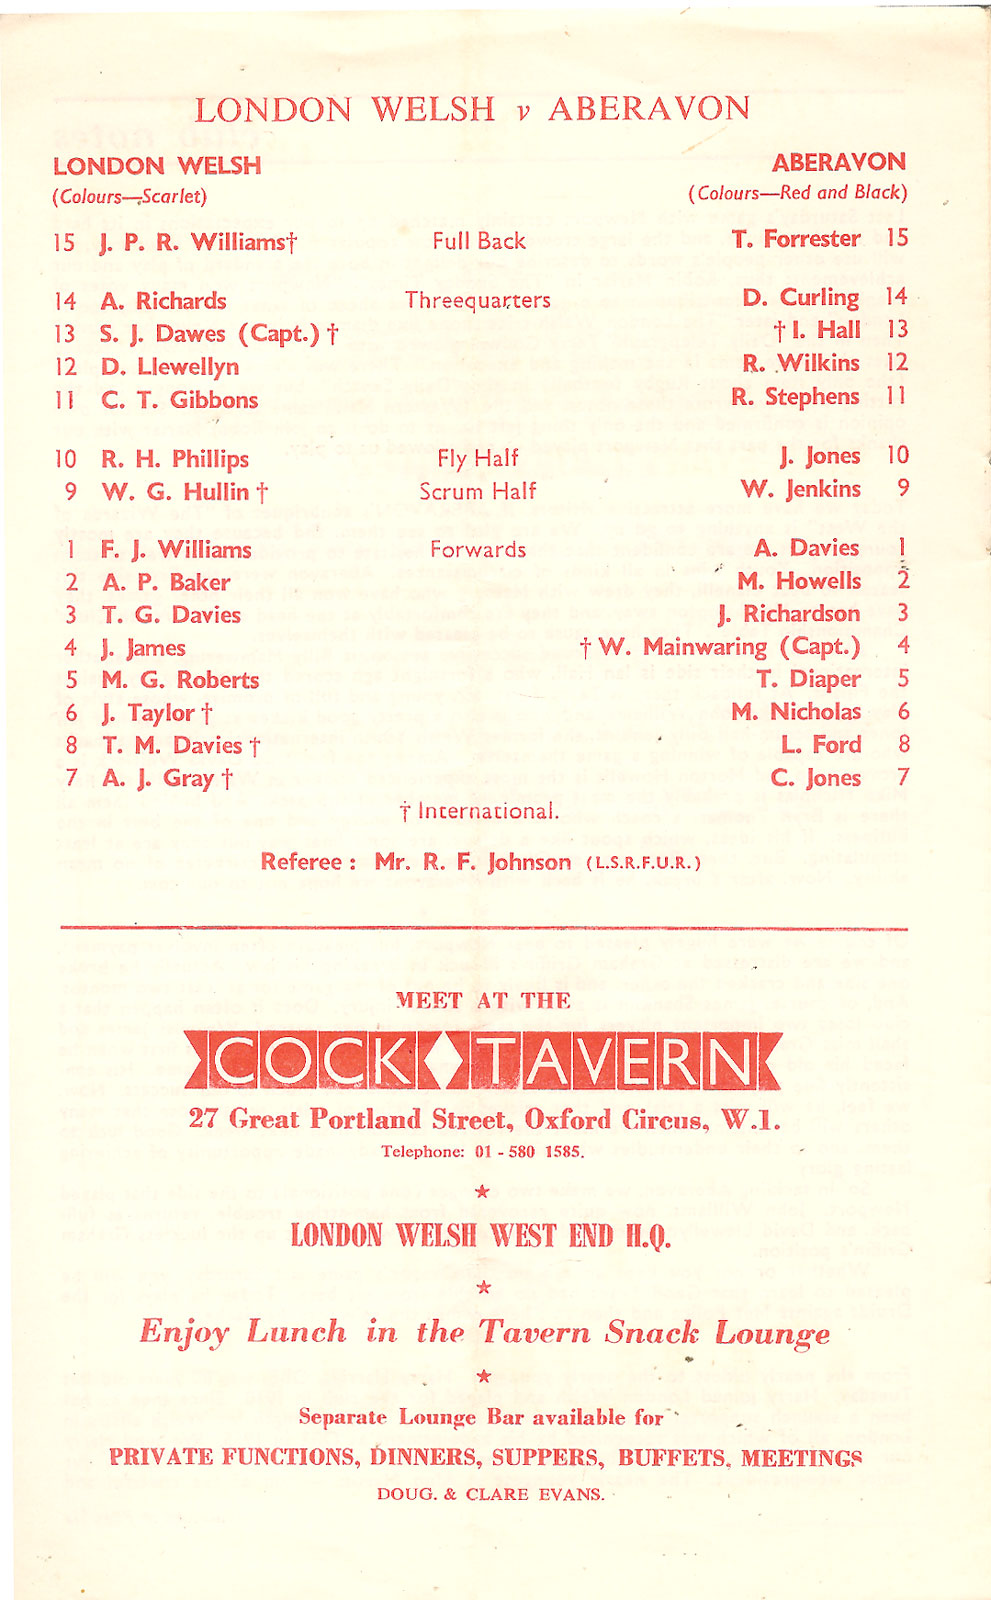 LONDON WELSH v ABERAVON
LONDON WELSH ABERAVON
(Colours—Scarlet) (Colours—Red and Black)
15 J. P. R. Williams† Full Back T. Forrester 15
14 A. Richards Threequarters D. Curling 14
13 S. J. Dawes (Capt.) † † I. Hall 13
12 D. Llewellyn R. Wilkins 12
11 C. T. Gibbons R. Stephens 11
10 R. H. Phillips Fly Half J. Jones 10
9 W. G. Hullin † Scrum Half W. Jenkins 9
1 F. J. Williams Forwards A. Davies 1
2 A. P. Baker M. Howells 2
3 T. G. Davies J. Richardson 3
4 J. James † W. Mainwaring (Capt.) 4
5 M. G. Roberts T. Diaper 5
6 J. Taylor † M. Nicholas 6
8 T. M. Davies † L. Ford 8
7 A. J. Gray † C. Jones 7
† International.
Referee : Mr. R. F. Johnson (L.S.R.F.U.R.)
MEET AT THE
COCK TAVERN
27 Great Portland Street, Oxford Circus, W.1.
Telephone: 01 - 580 1585.
★
LONDON WELSH WEST END H.Q.
★
Enjoy Lunch in the Tavern Snack Lounge
★
Separate Lounge Bar available for
PRIVATE FUNCTIONS, DINNERS, SUPPERS, BUFFETS, MEETINGS
DOUG. & CLARE EVANS.